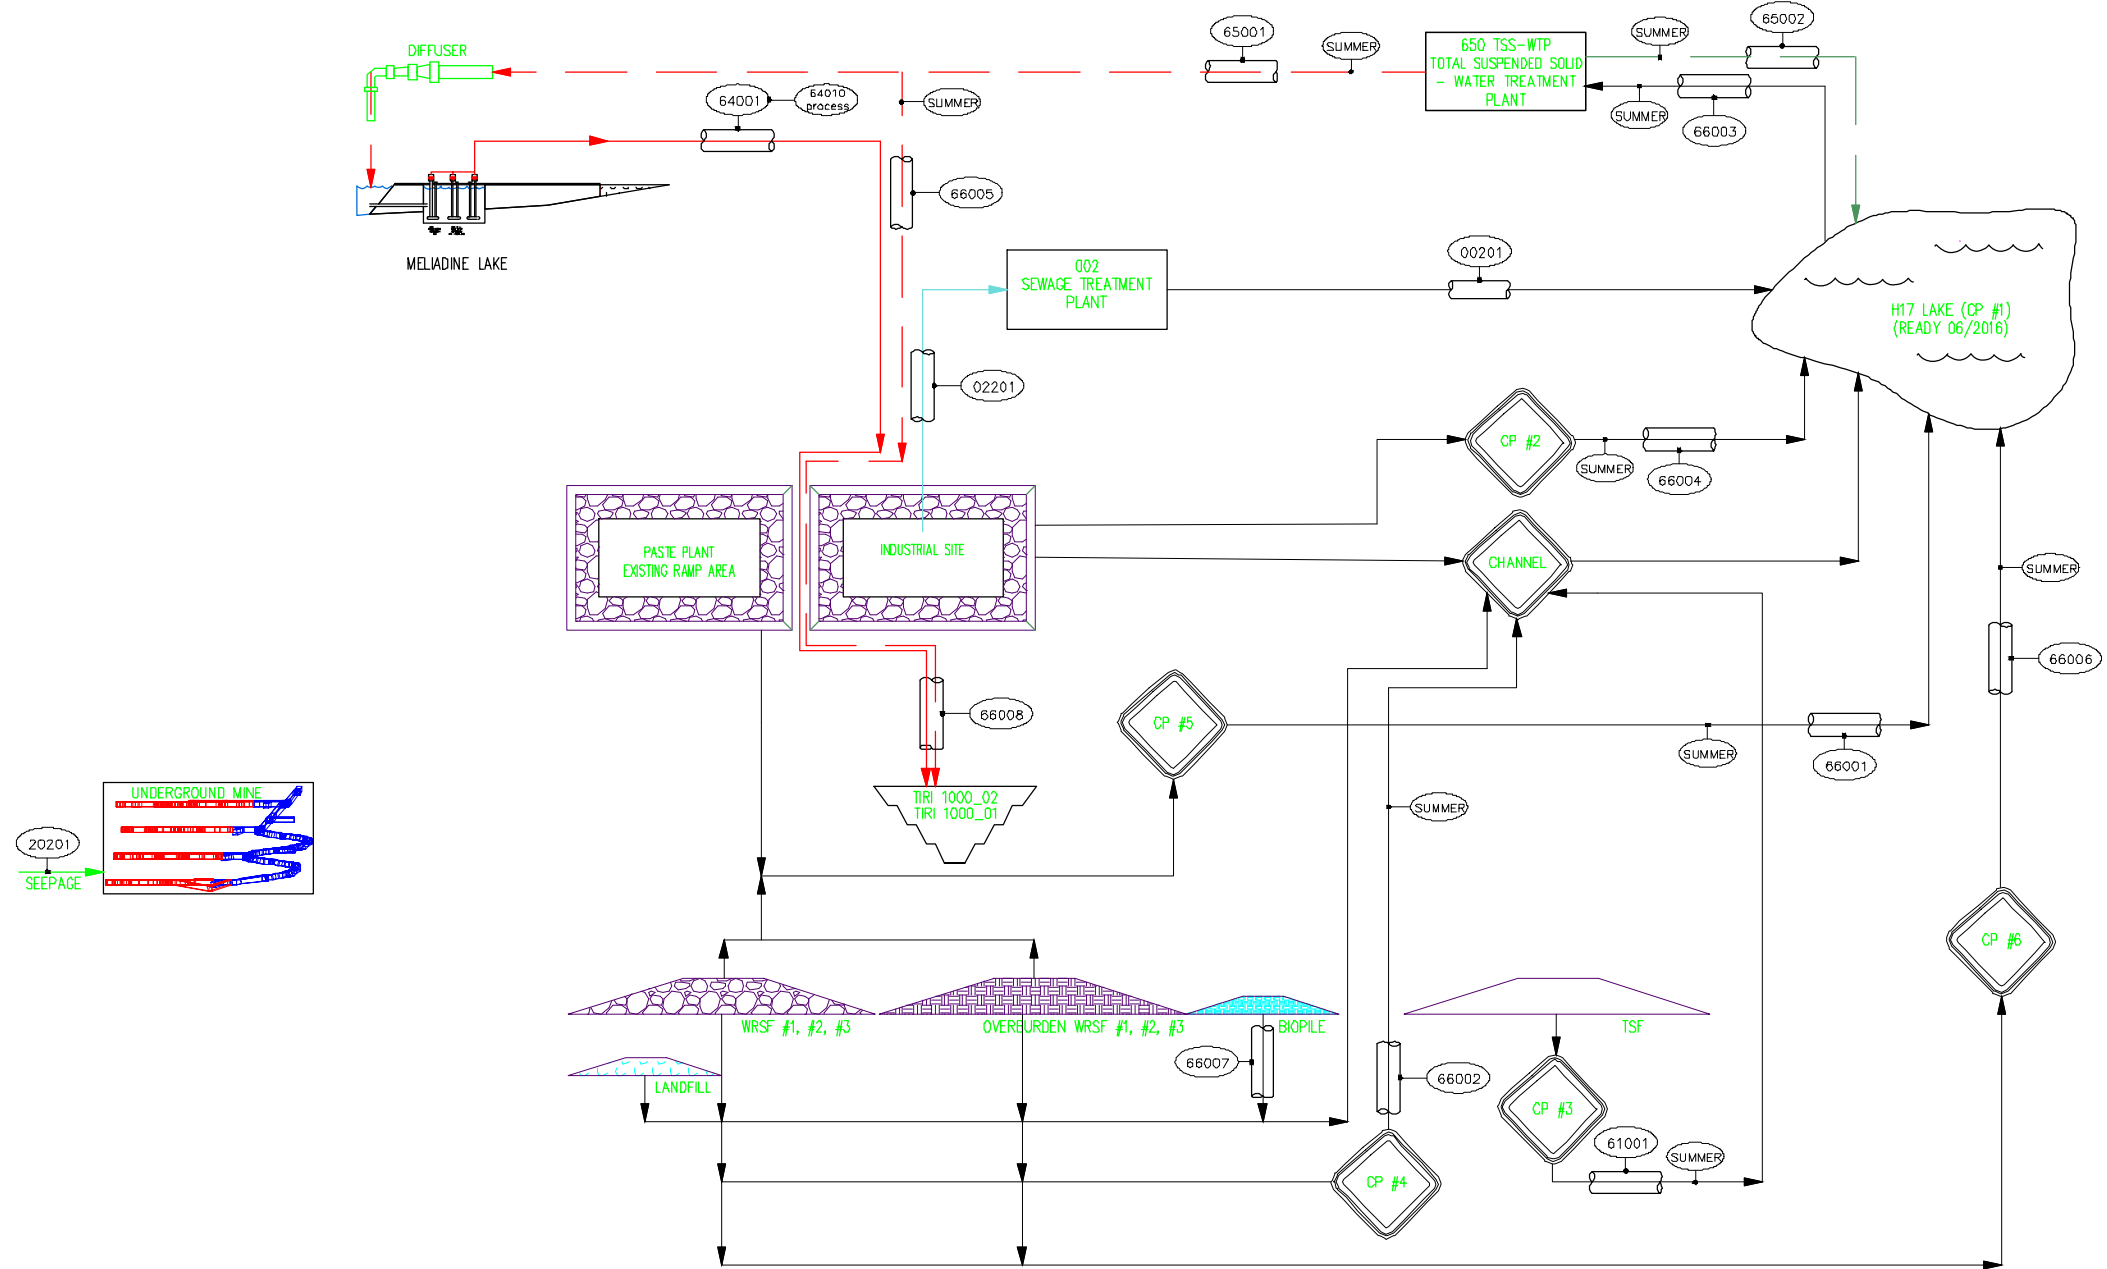 65001
SUMMER
650 TSS-WTP
TOTAL SUSPENDED SOLID
- WATER TREATMENT
PLANT
SUMMER
65002
DIFFUSER
64001
64010
process
SUMMER
SUMMER
66003
66005
MELIADINE LAKE
002
SEWAGE TREATMENT
PLANT
00201
H17 LAKE (CP #1)
(READY 06/2016)
02201
CP #2
SUMMER
66004
PASTE PLANT
EXISTING RAMP AREA
INDUSTRIAL SITE
CHANNEL
SUMMER
66006
66008
CP #5
SUMMER
66001
UNDERGROUND MINE
20201
SEEPAGE
TIRI 1000_02
TIRI 1000_01
SUMMER
CP #6
WRSF #1, #2, #3
OVERBURDEN WRSF #1, #2, #3
BIOPILE
TSF
LANDFILL
66007
66002
CP #3
61001
SUMMER
CP #4